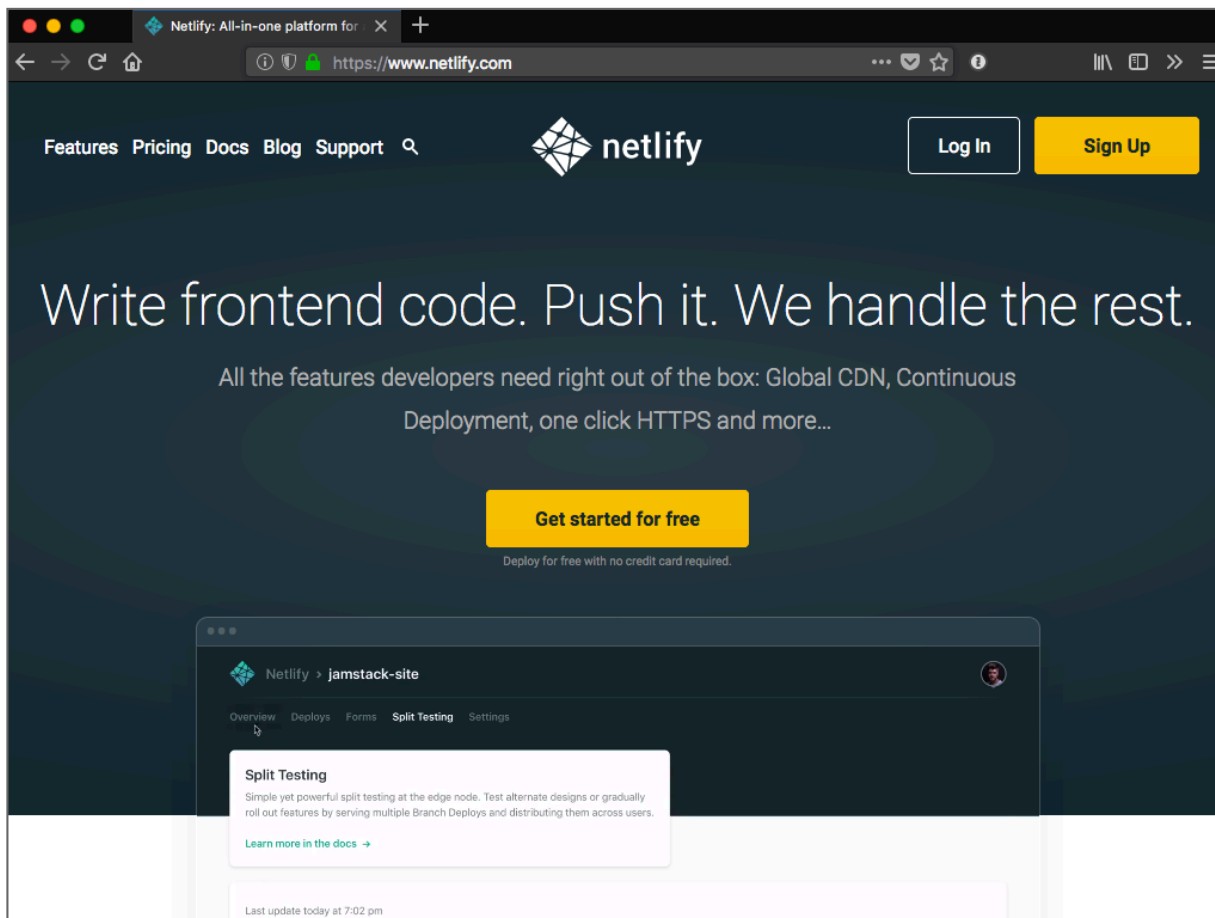 Netlify: All-in-one platform for
https://www.netlify.com
Features Pricing Docs Blog Support
netlify
Log In
Sign Up
Write frontend code. Push it. We handle the rest.
All the features developers need right out of the box: Global CDN, Continuous
Deployment, one click HTTPS and more...
Get started for free
Deploy for free with no credit card required.
Netlify > jamstack-site
Overview Deploys Forms Split Testing Settings
Split Testing
Simple yet powerful split testing at the edge node. Test alternate designs or gradually
roll out features by serving multiple Branch Deploys and distributing them across users.
Learn more in the docs →
Last update today at 7:02 pm